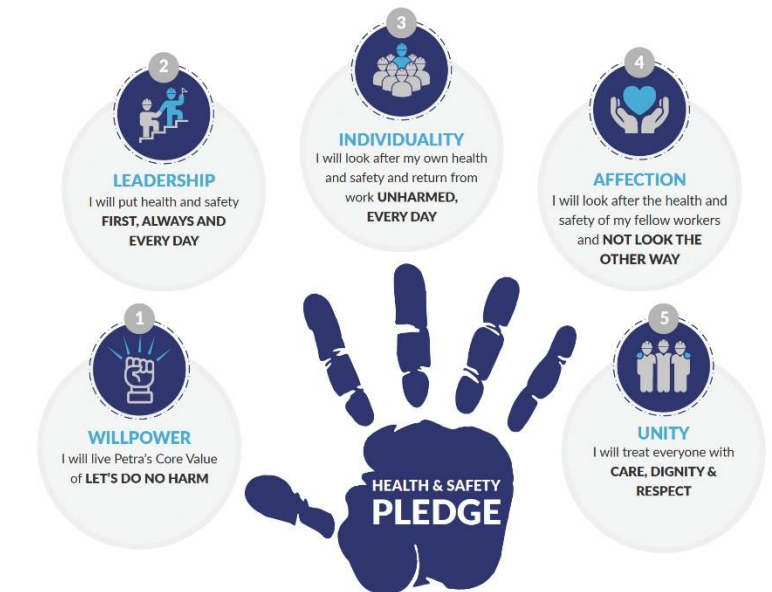 1
WILLPOWER
I will live Petra's Core Value
of LET'S DO NO HARM
2
LEADERSHIP
I will put health and safety
FIRST, ALWAYS AND
EVERY DAY
3
INDIVIDUALITY
I will look after my own health
and safety and return from
work UNHARMED,
EVERY DAY
4
AFFECTION
I will look after the health and
safety of my fellow workers
and NOT LOOK THE
OTHER WAY
5
UNITY
I will treat everyone with
CARE, DIGNITY &
RESPECT
HEALTH & SAFETY
PLEDGE